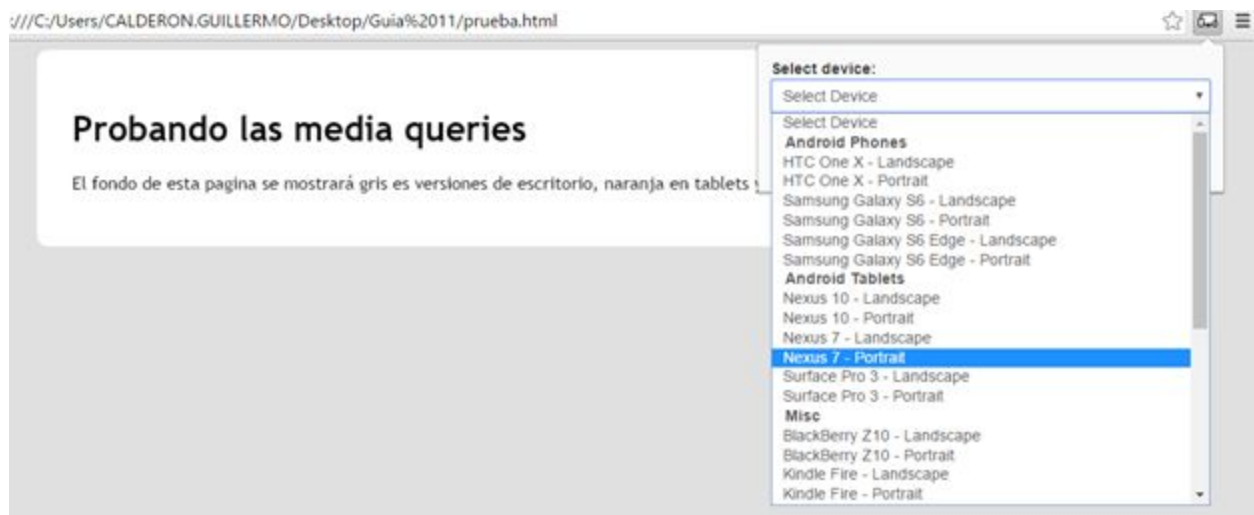 :///C:/Users/CALDERON.GUILLERMO/Desktop/Guia%2011/prueba.html
Probando las media queries
El fondo de esta pagina se mostrará gris es versiones de escritorio, naranja en tablets
Select device:
Select Device
Select Device
Android Phones
HTC One X - Landscape
HTC One X - Portrait
Samsung Galaxy S6 - Landscape
Samsung Galaxy S6 - Portrait
Samsung Galaxy S6 Edge - Landscape
Samsung Galaxy S6 Edge - Portrait
Android Tablets
Nexus 10 - Landscape
Nexus 10 - Portrait
Nexus 7 - Landscape
Nexus 7 - Portrait
Surface Pro 3 - Landscape
Surface Pro 3 - Portrait
Misc
BlackBerry Z10 - Landscape
BlackBerry Z10 - Portrait
Kindle Fire - Landscape
Kindle Fire - Portrait